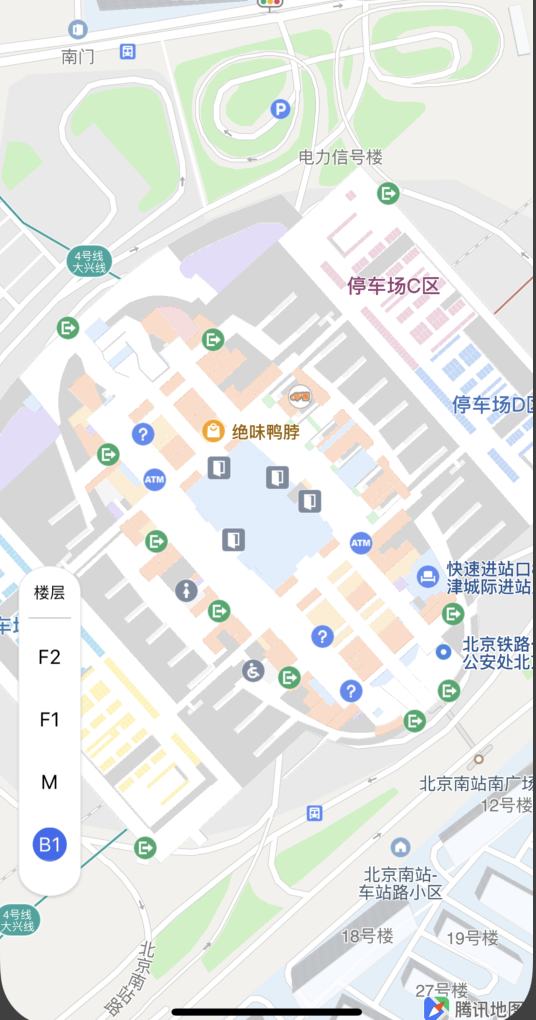 南门
P
电力信号楼
4号线
大兴线
停车场C区
停车场D区
?
绝味鸭脖
ATM
ATM
快速进站口
津城际进站
楼层
?
北京铁路
公安处北
F2
?
F1
北京南站南广场
M
12号楼
B1
北京南站-
车站路小区
4号线
大兴线
18号楼
19号楼
北京南站路
27号楼
腾讯地图